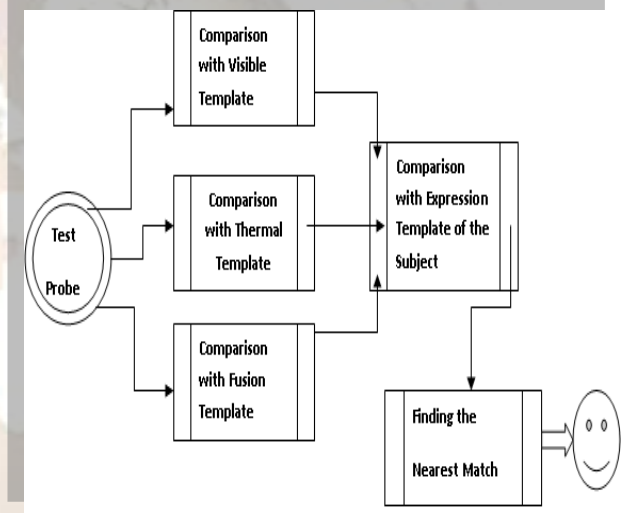 Comparison
with Visible
Template
Test
Probe
Comparison
with Thermal
Template
Comparison
with Fusion
Template
Comparison
with Expression
Template of the
Subject
Finding the
Nearest Match